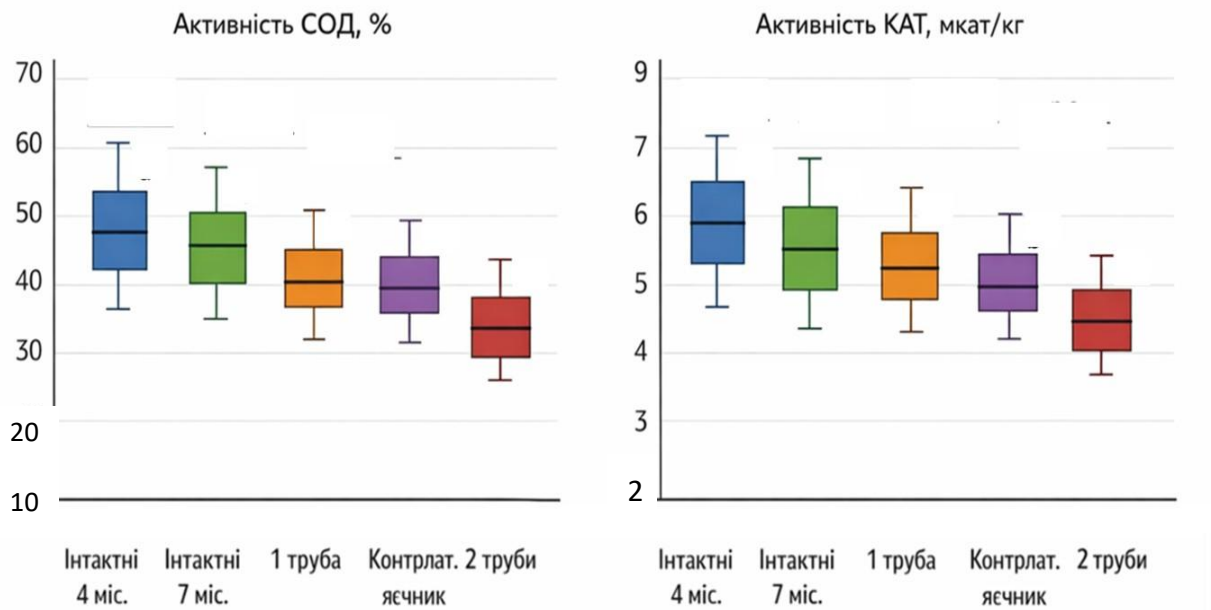 Активність СОД, %
70
60
50
40
30
20
10
Інтактні 4 міс.
Інтактні 7 міс.
1 труба
Контрлат. яєчник
2 труби
Активність КАТ, мкат/кг
9
7
6
5
4
3
2
Інтактні 4 міс.
Інтактні 7 міс.
1 труба
Контрлат. яєчник
2 труби